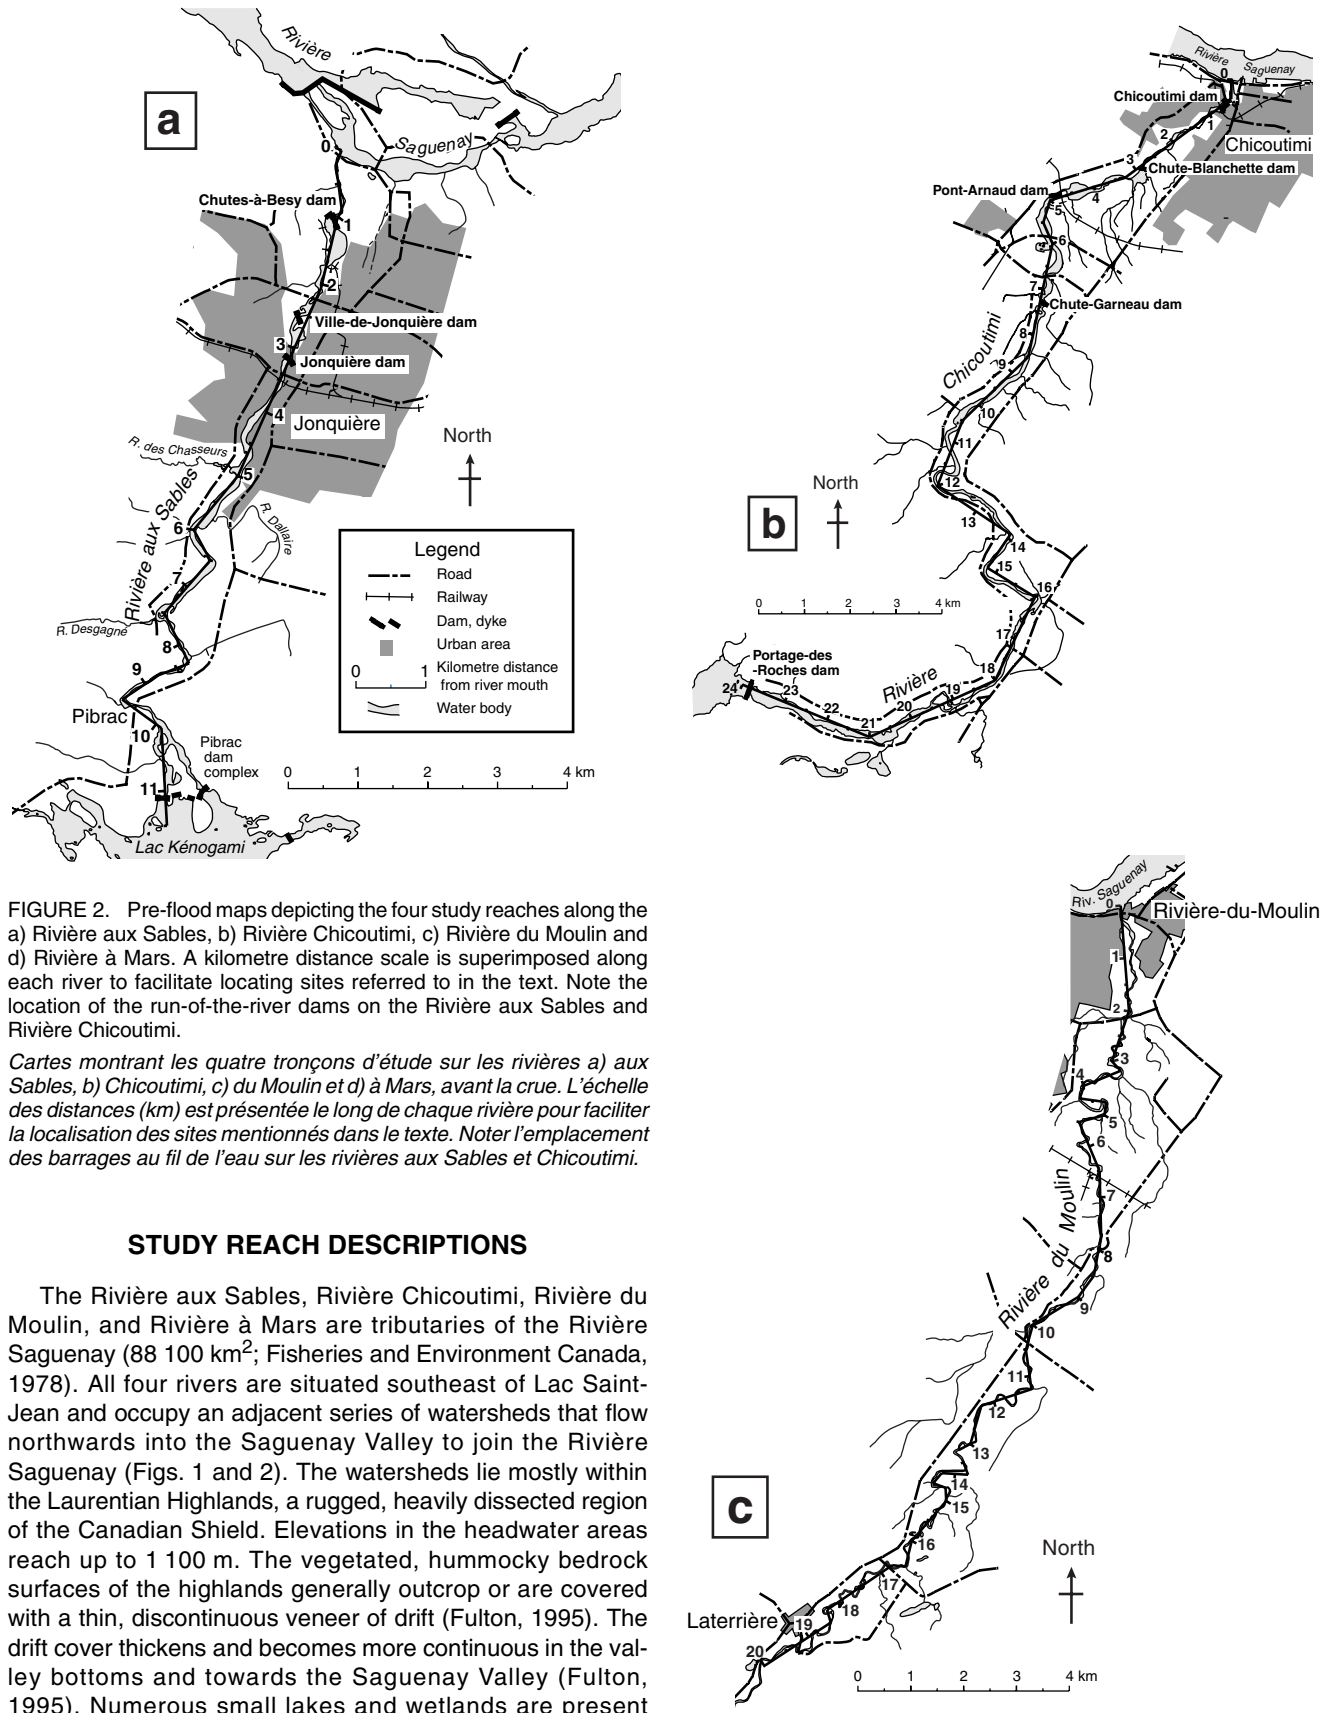 a
Rivière
Saguenay
0
Chutes-à-Besy dam
1
2
Ville-de-Jonquière dam
3
Jonquière dam
4
Jonquière
R. des Chasseurs
5
Rivière aux Sables
6
R. Dallaire
7
R. Desgagné
8
9
Pibrac
10
Pibrac
dam
complex
11
Lac Kénogami
North
Legend
Road
Railway
Dam, dyke
Urban area
0 1 Kilometre distance
from river mouth
Water body
0 1 2 3 4 km
b
Rivière Saguenay
0
Chicoutimi dam
1
2
Chicoutimi
3
Chute-Blanchette dam
Pont-Arnaud dam
4
5
6
7
Chute-Garneau dam
8
Chicoutimi
9
10
11
12
13
14
15
16
17
18
Rivière
19
20
21
22
23
24
Portage-des
-Roches dam
North
0 1 2 3 4 km
FIGURE 2. Pre-flood maps depicting the four study reaches along the
a) Rivière aux Sables, b) Rivière Chicoutimi, c) Rivière du Moulin and
d) Rivière à Mars. A kilometre distance scale is superimposed along
each river to facilitate locating sites referred to in the text. Note the
location of the run-of-the-river dams on the Rivière aux Sables and
Rivière Chicoutimi.
Cartes montrant les quatre tronçons d'étude sur les rivières a) aux
Sables, b) Chicoutimi, c) du Moulin et d) à Mars, avant la crue. L'échelle
des distances (km) est présentée le long de chaque rivière pour faciliter
la localisation des sites mentionnés dans le texte. Noter l'emplacement
des barrages au fil de l'eau sur les rivières aux Sables et Chicoutimi.
STUDY REACH DESCRIPTIONS
The Rivière aux Sables, Rivière Chicoutimi, Rivière du
Moulin, and Rivière à Mars are tributaries of the Rivière
Saguenay (88 100 km²; Fisheries and Environment Canada,
1978). All four rivers are situated southeast of Lac Saint-
Jean and occupy an adjacent series of watersheds that flow
northwards into the Saguenay Valley to join the Rivière
Saguenay (Figs. 1 and 2). The watersheds lie mostly within
the Laurentian Highlands, a rugged, heavily dissected region
of the Canadian Shield. Elevations in the headwater areas
reach up to 1 100 m. The vegetated, hummocky bedrock
surfaces of the highlands generally outcrop or are covered
with a thin, discontinuous veneer of drift (Fulton, 1995). The
drift cover thickens and becomes more continuous in the val-
ley bottoms and towards the Saguenay Valley (Fulton,
1995). Numerous small lakes and wetlands are present
c
Riv. Saguenay
0
Rivière-du-Moulin
1
2
3
4
5
6
7
Rivière du Moulin
8
9
10
11
12
13
14
15
16
17
18
Laterrière
19
20
North
0 1 2 3 4 km